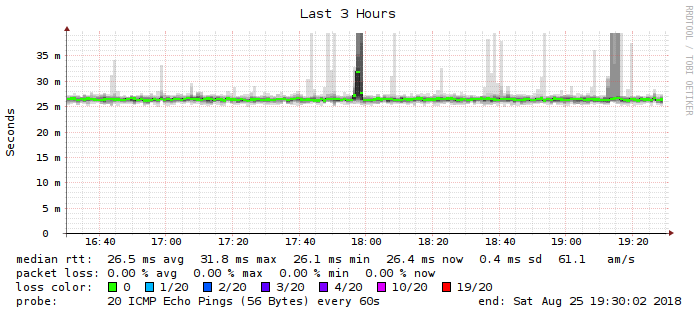 Last 3 Hours
RRDTOOL / TOBI OETIKER
Seconds
35 m
30 m
25 m
20 m
15 m
10 m
5 m
0
16:40 17:00 17:20 17:40 18:00 18:20 18:40 19:00 19:20
median rtt: 26.5 ms avg 31.8 ms max 26.1 ms min 26.4 ms now 0.4 ms sd 61.1 am/s
packet loss: 0.00 % avg 0.00 % max 0.00 % min 0.00 % now
loss color: 0 1/20 2/20 3/20 4/20 10/20 19/20
probe: 20 ICMP Echo Pings (56 Bytes) every 60s end: Sat Aug 25 19:30:02 2018